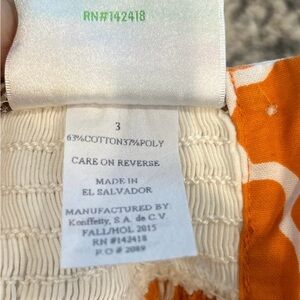 RN#142418
3
63%COTTON37%POLY
CARE ON REVERSE
MADE IN
EL SALVADOR
MANUFACTURED BY:
Konffetty, S.A. de C.V.
FALL/HOL 2015
RN #142418
P.O # 2089